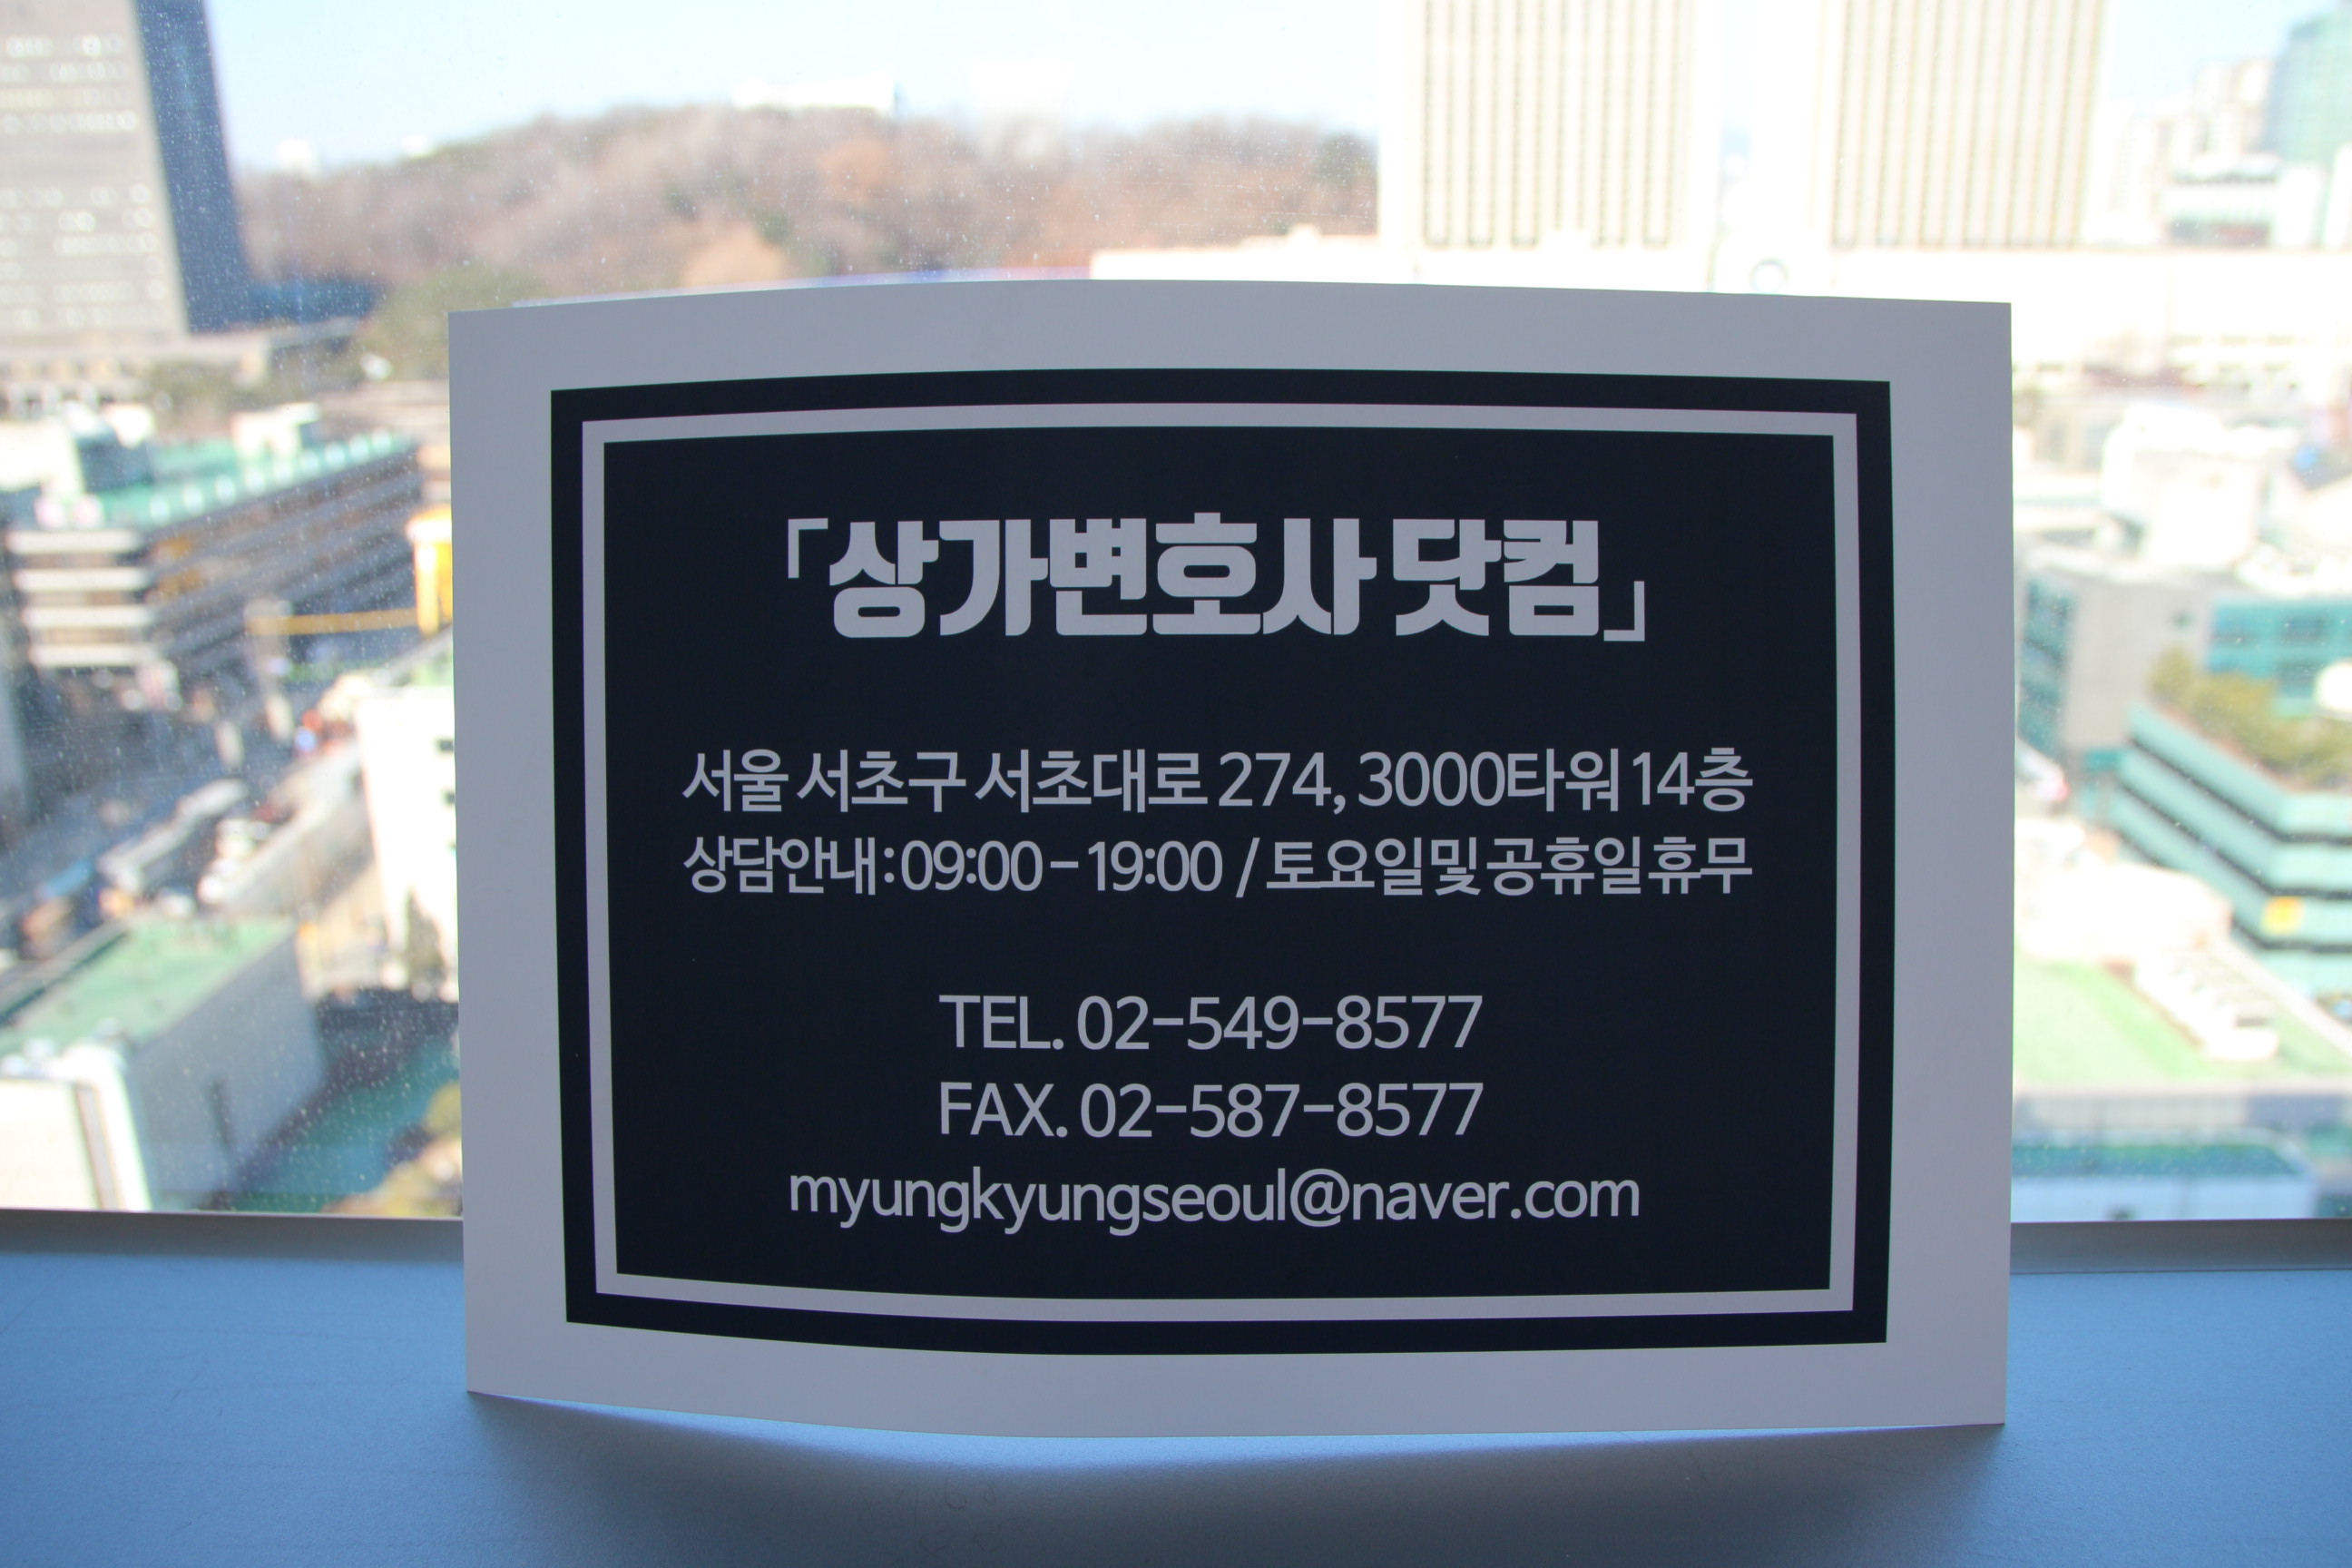 「상가변호사 닷컴」
서울 서초구 서초대로 274, 3000타워 14층
상담안내 : 09:00 - 19:00 / 토요일 및 공휴일 휴무
TEL. 02-549-8577
FAX. 02-587-8577
myungkyungseoul@naver.com